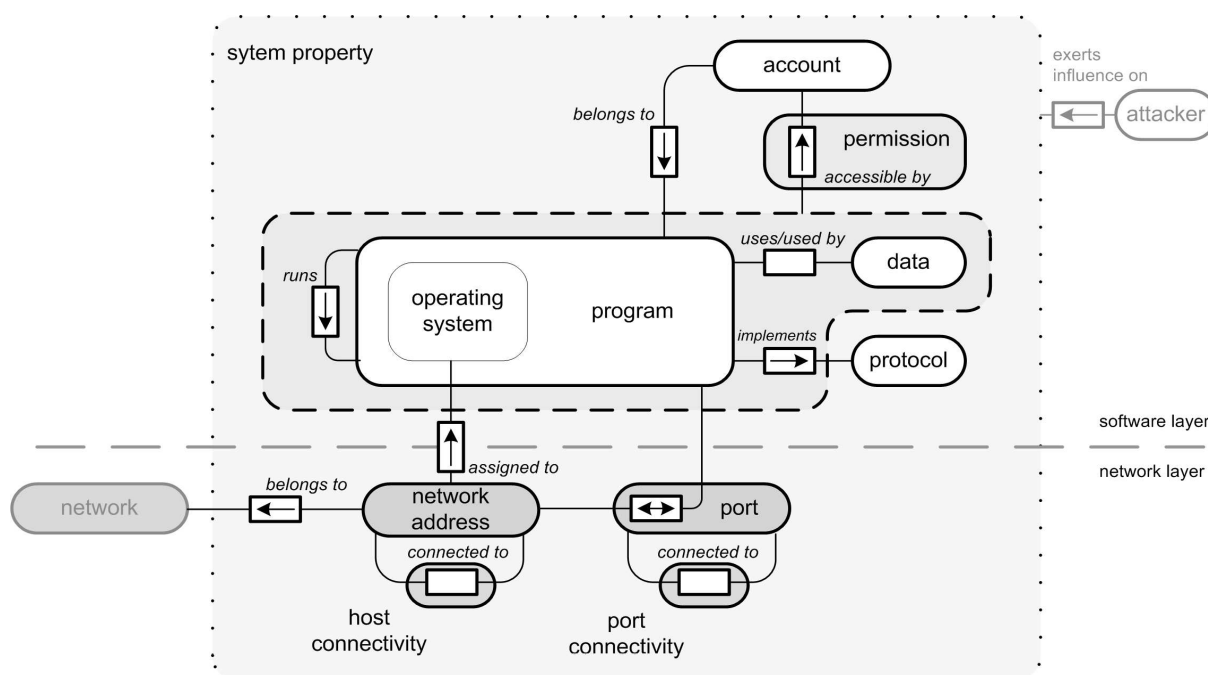 sytem property
account
exerts
influence on
attacker
belongs to
permission
accessible by
uses/used by
data
runs
operating
system
program
implements
protocol
software layer
assigned to
network layer
belongs to
network
network
address
port
connected to
connected to
host
connectivity
port
connectivity